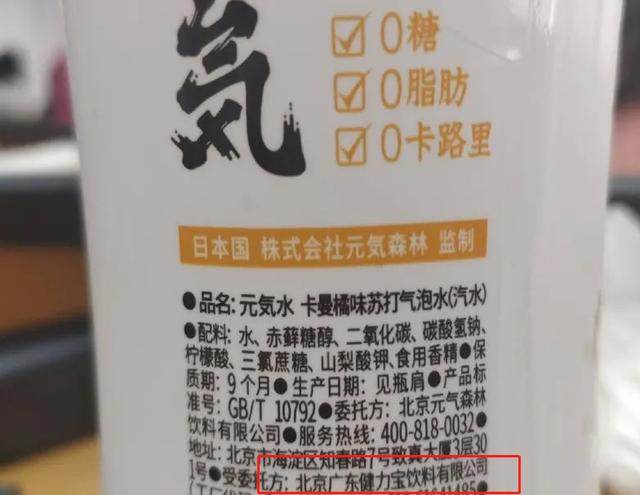 気
0糖
0脂肪
0卡路里
日本国 株式会社元気森林 监制
●品名: 元気水 卡曼橘味苏打气泡水(汽水)
●配料: 水、赤藓糖醇、二氧化碳、碳酸氢钠、
柠檬酸、三氯蔗糖、山梨酸钾、食用香精●保
质期: 9个月●生产日期: 见瓶肩●产品标
准号: GB/T 10792●委托方: 北京元气森林
饮料有限公司●服务热线: 400-818-0032●
地址: 北京市海淀区知春路7号致真大厦3层30
1号●受委托方: 北京广东健力宝饮料有限公司